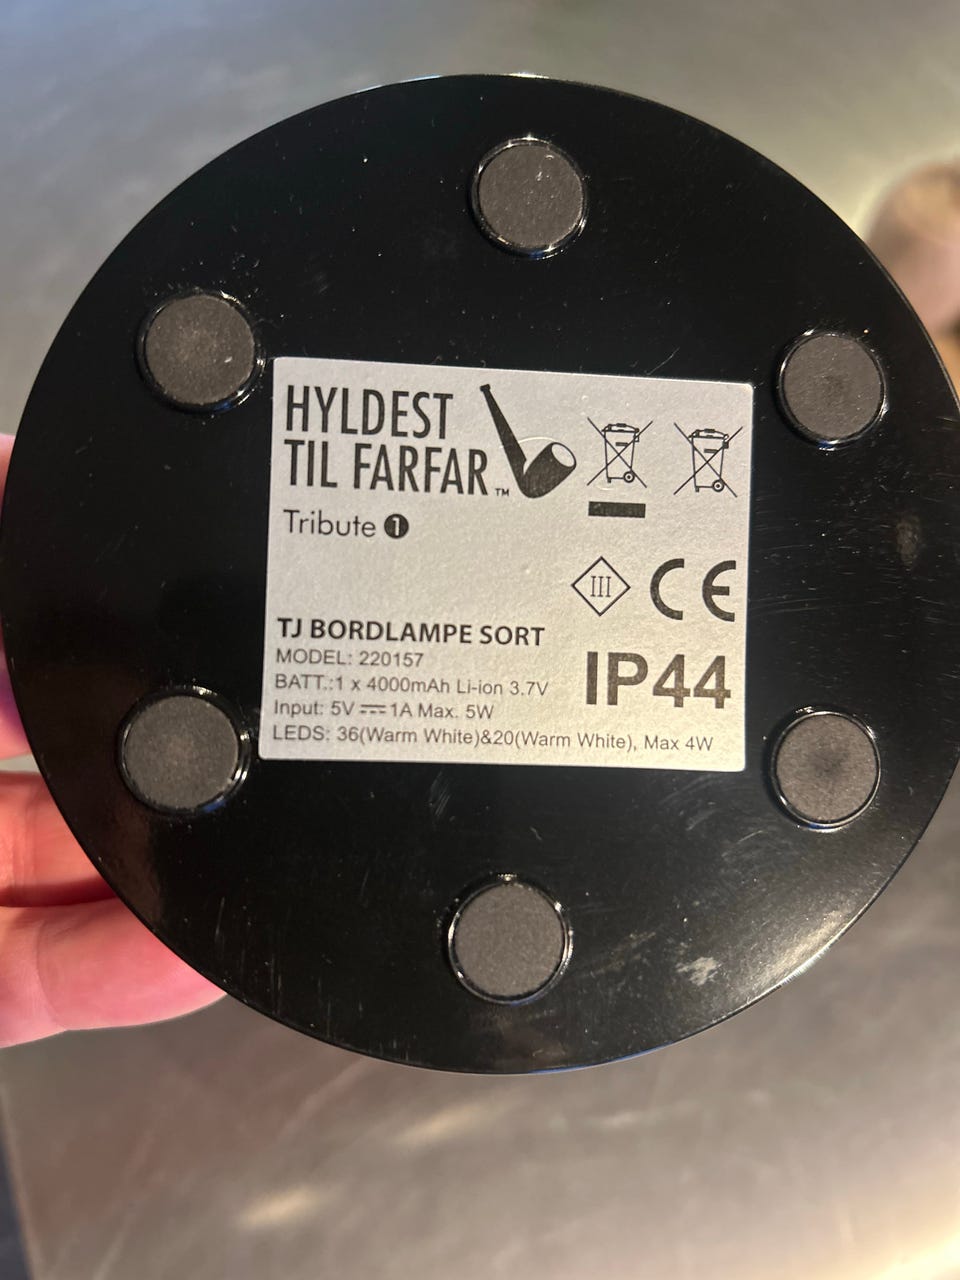 HYLDEST
TIL FARFAR™
Tribute 1
III
CE
TJ BORDLAMPE SORT
IP44
MODEL: 220157
BATT.:1 x 4000mAh Li-ion 3.7V
Input: 5V ⎓ 1A Max. 5W
LEDS: 36(Warm White)&20(Warm White), Max 4W